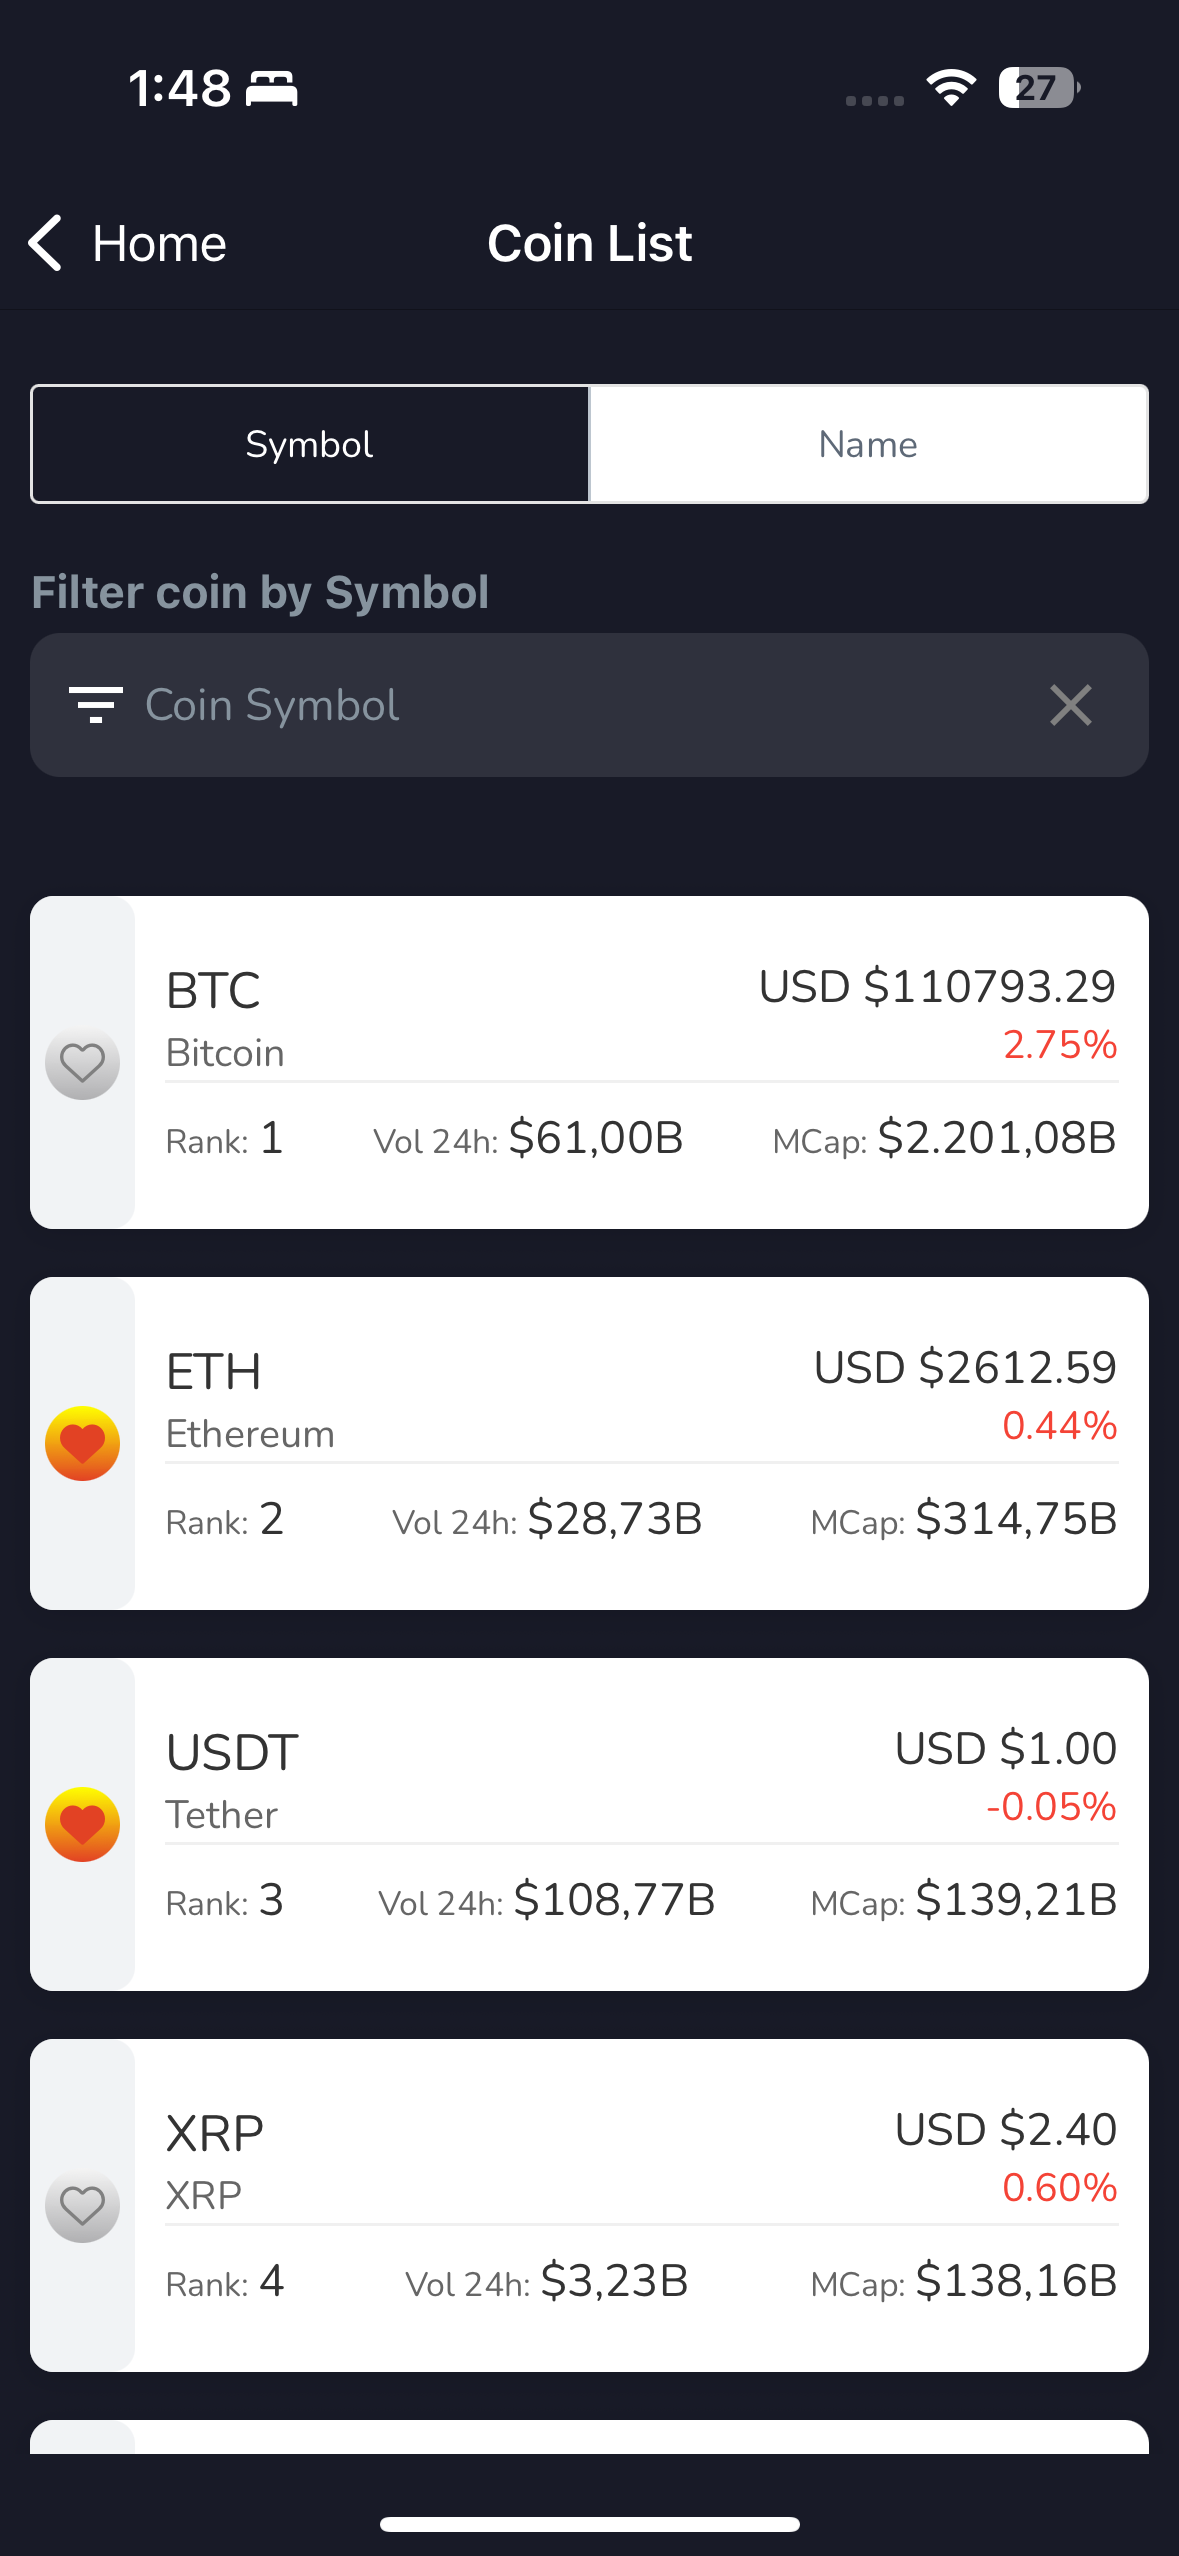 1:48
27
Home
Coin List
Symbol
Name
Filter coin by Symbol
Coin Symbol
BTC
USD $110793.29
Bitcoin
2.75%
Rank: 1
Vol 24h: $61,00B
MCap: $2.201,08B
ETH
USD $2612.59
Ethereum
0.44%
Rank: 2
Vol 24h: $28,73B
MCap: $314,75B
USDT
USD $1.00
Tether
-0.05%
Rank: 3
Vol 24h: $108,77B
MCap: $139,21B
XRP
USD $2.40
XRP
0.60%
Rank: 4
Vol 24h: $3,23B
MCap: $138,16B